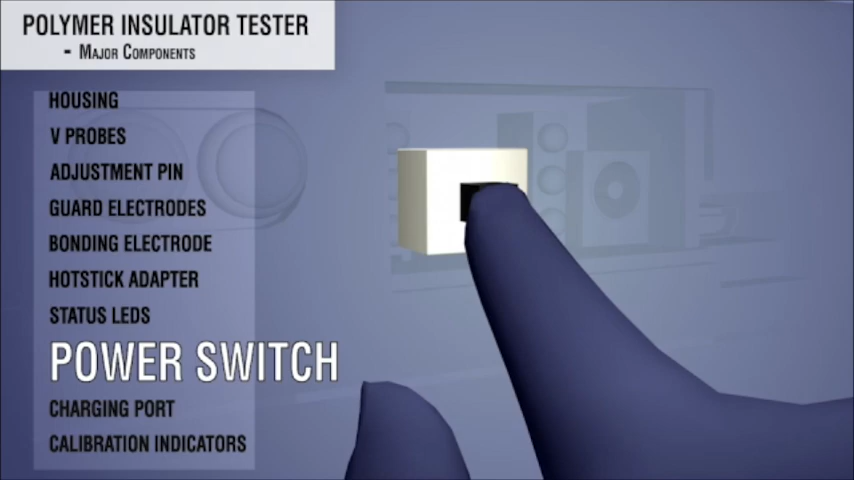 POLYMER INSULATOR TESTER
- MAJOR COMPONENTS
HOUSING
V PROBES
ADJUSTMENT PIN
GUARD ELECTRODES
BONDING ELECTRODE
HOTSTICK ADAPTER
STATUS LEDS
POWER SWITCH
CHARGING PORT
CALIBRATION INDICATORS